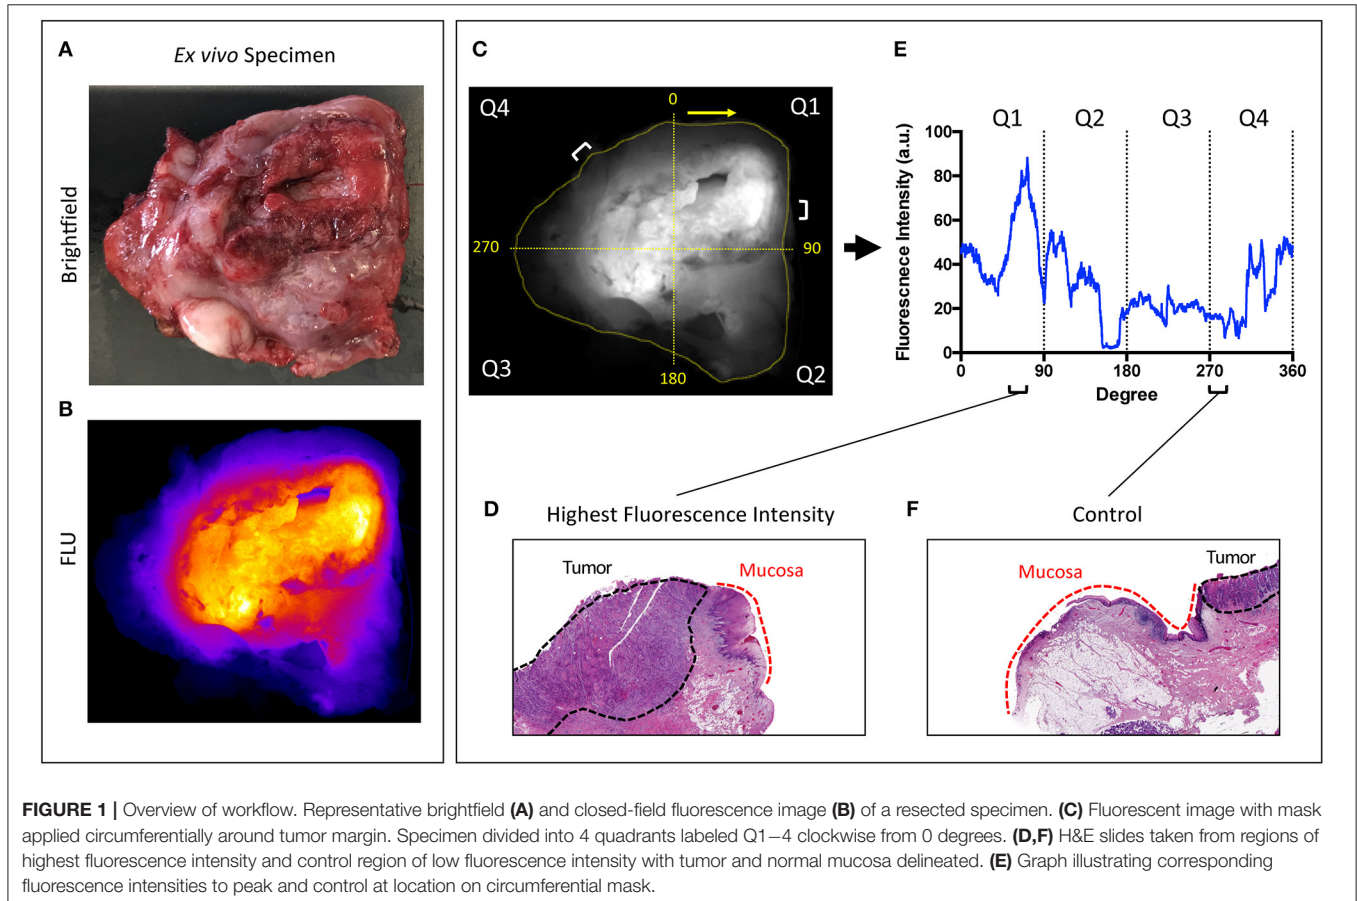 A
Ex vivo Specimen
Brightfield
B
FLU
C
Q4
0
Q1
270
90
Q3
180
Q2
E
Q1
Q2
Q3
Q4
Fluorescnece Intensity (a.u.)
100
80
60
40
20
0
0
90
180
270
360
Degree
D
Highest Fluorescence Intensity
Tumor
Mucosa
F
Control
Mucosa
Tumor
FIGURE 1 | Overview of workflow. Representative brightfield (A) and closed-field fluorescence image (B) of a resected specimen. (C) Fluorescent image with mask
applied circumferentially around tumor margin. Specimen divided into 4 quadrants labeled Q1–4 clockwise from 0 degrees. (D,F) H&E slides taken from regions of
highest fluorescence intensity and control region of low fluorescence intensity with tumor and normal mucosa delineated. (E) Graph illustrating corresponding
fluorescence intensities to peak and control at location on circumferential mask.